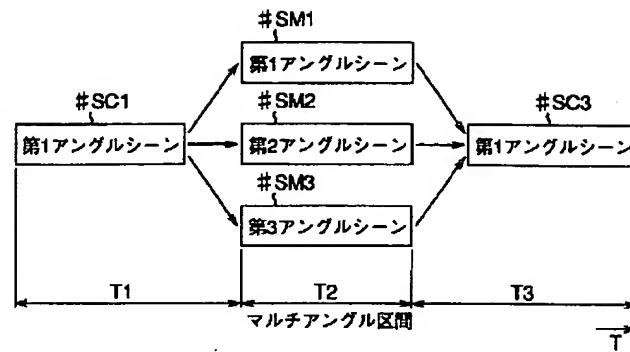 #SM1
第1アングルシーン
#SC1
第1アングルシーン
#SM2
第2アングルシーン
#SC3
第1アングルシーン
#SM3
第3アングルシーン
T1
T2
T3
マルチアングル区間
T